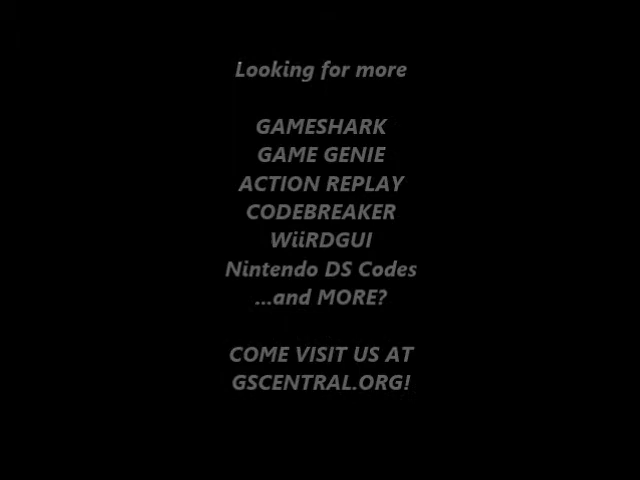 Looking for more
GAMESHARK
GAME GENIE
ACTION REPLAY
CODEBREAKER
WiiRDGUI
Nintendo DS Codes
...and MORE?
COME VISIT US AT
GSCENTRAL.ORG!